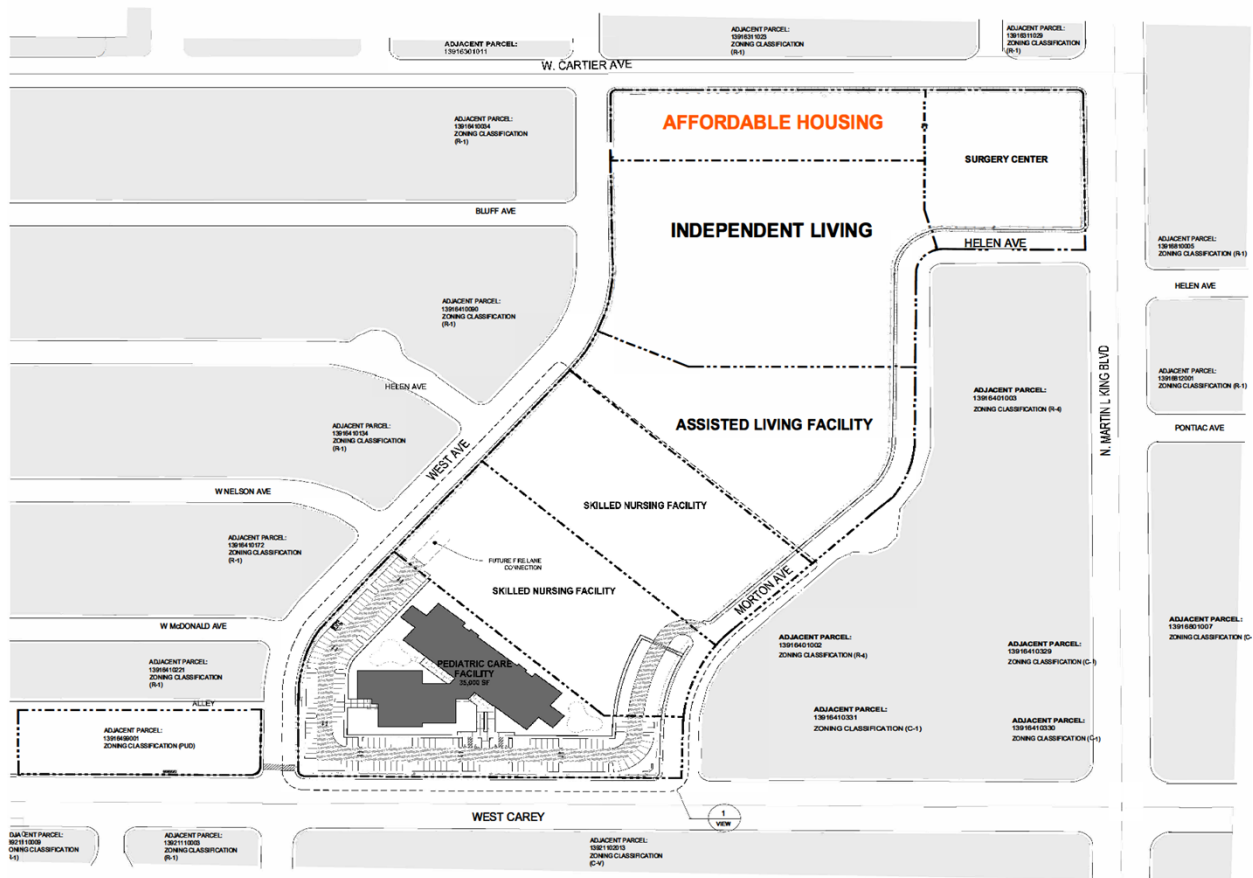 ADJACENT PARCEL:
13916301011
ADJACENT PARCEL:
13916311023
ZONING CLASSIFICATION
(R-1)
ADJACENT PARCEL:
13916311029
ZONING CLASSIFICATION
(R-1)
W. CARTIER AVE
ADJACENT PARCEL:
13916410034
ZONING CLASSIFICATION
(R-1)
AFFORDABLE HOUSING
SURGERY CENTER
BLUFF AVE
INDEPENDENT LIVING
HELEN AVE
ADJACENT PARCEL:
13916810005
ZONING CLASSIFICATION (R-1)
HELEN AVE
ADJACENT PARCEL:
13916410090
ZONING CLASSIFICATION
(R-1)
N. MARTIN L KING BLVD
ADJACENT PARCEL:
13916812001
ZONING CLASSIFICATION (R-1)
HELEN AVE
ADJACENT PARCEL:
13916401003
ZONING CLASSIFICATION (R-4)
ASSISTED LIVING FACILITY
PONTIAC AVE
ADJACENT PARCEL:
13916410134
ZONING CLASSIFICATION
(R-1)
WEST AVE
W NELSON AVE
SKILLED NURSING FACILITY
ADJACENT PARCEL:
13916410172
ZONING CLASSIFICATION
(R-1)
FUTURE FIRE LANE
CONNECTION
SKILLED NURSING FACILITY
MORTON AVE
W McDONALD AVE
ADJACENT PARCEL:
13916401002
ZONING CLASSIFICATION (R-4)
ADJACENT PARCEL:
13916410329
ZONING CLASSIFICATION (C-1)
ADJACENT PARCEL:
13916801007
ZONING CLASSIFICATION (C-
ADJACENT PARCEL:
13916410221
ZONING CLASSIFICATION
(R-1)
PEDIATRIC CARE
FACILITY
35,000 SF
ALLEY
ADJACENT PARCEL:
13916499001
ZONING CLASSIFICATION (PUD)
ADJACENT PARCEL:
13916410331
ZONING CLASSIFICATION (C-1)
ADJACENT PARCEL:
13916410330
ZONING CLASSIFICATION (C-1)
WEST CAREY
1
VIEW
ADJACENT PARCEL:
ZONING CLASSIFICATION
ADJACENT PARCEL:
13921110003
ZONING CLASSIFICATION
(R-1)
ADJACENT PARCEL:
13921102013
ZONING CLASSIFICATION
(C-V)